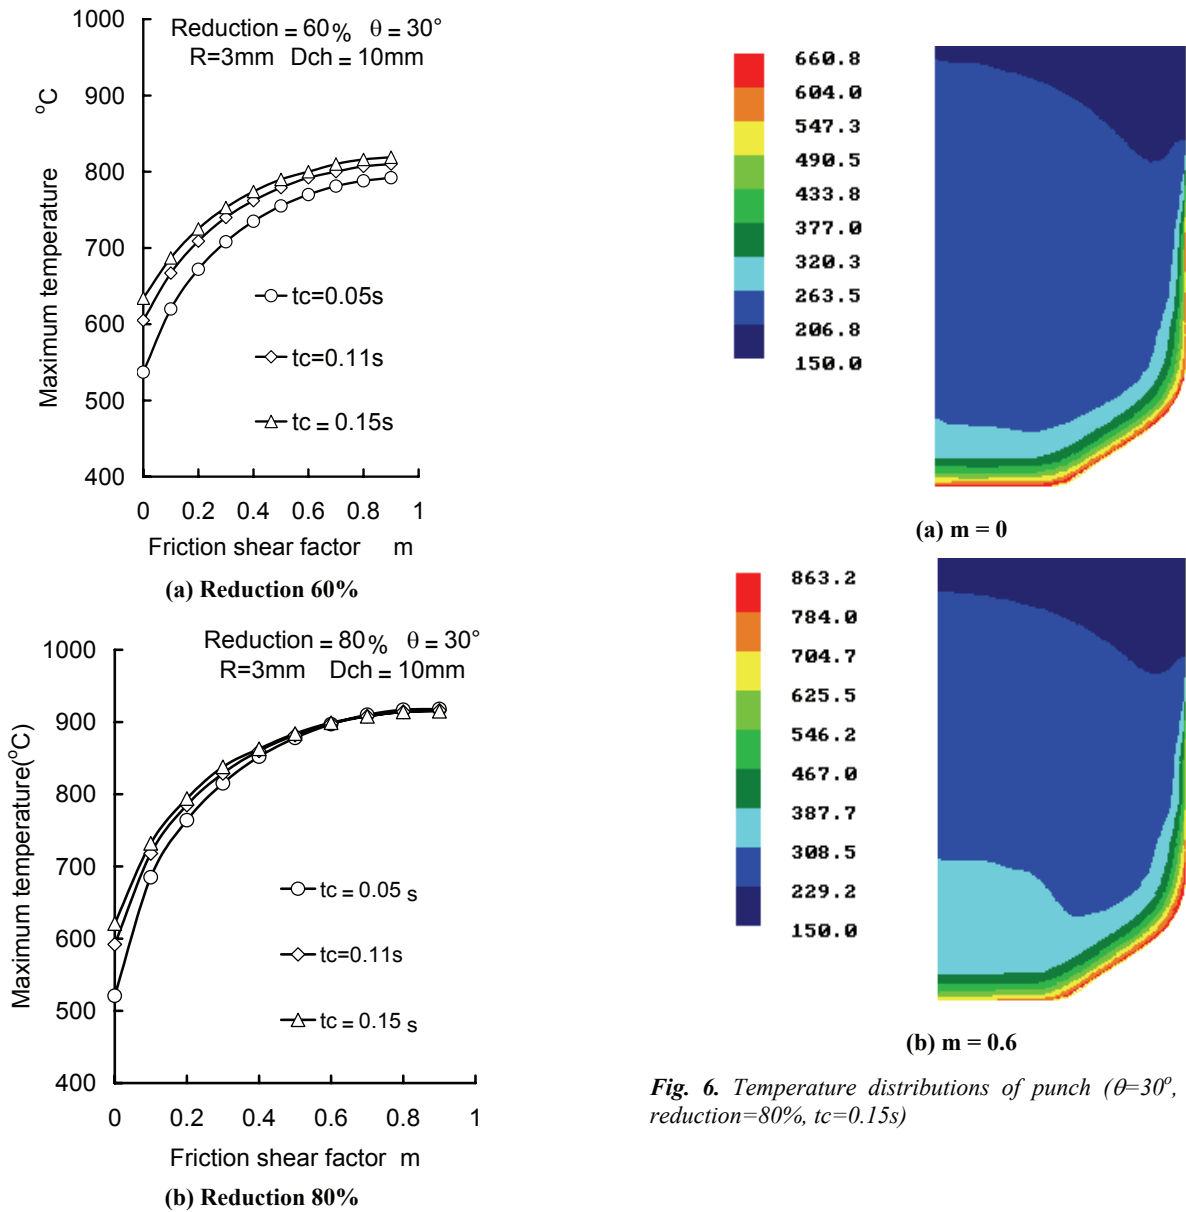 1000
900
800
700
600
500
400
Maximum temperature °C
Reduction = 60% θ = 30°
R=3mm Dch = 10mm
tc=0.05s
tc=0.11s
tc = 0.15s
0 0.2 0.4 0.6 0.8 1
Friction shear factor m
(a) Reduction 60%
1000
900
800
700
600
500
400
Maximum temperature(°C)
Reduction = 80% θ = 30°
R=3mm Dch = 10mm
tc = 0.05 s
tc=0.11s
tc = 0.15 s
0 0.2 0.4 0.6 0.8 1
Friction shear factor m
(b) Reduction 80%
660.8
604.0
547.3
490.5
433.8
377.0
320.3
263.5
206.8
150.0
(a) m = 0
863.2
784.0
704.7
625.5
546.2
467.0
387.7
308.5
229.2
150.0
(b) m = 0.6
Fig. 6. Temperature distributions of punch (θ=30°,
reduction=80%, tc=0.15s)